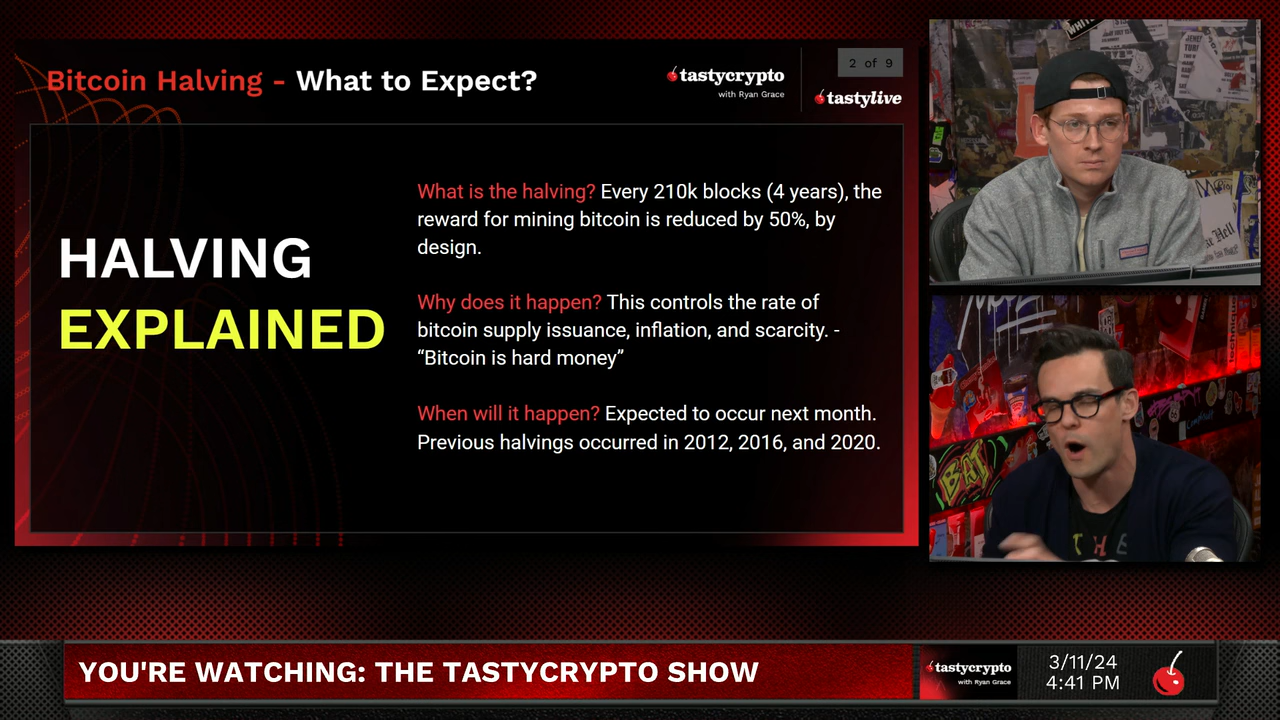 Bitcoin Halving - What to Expect?
tastycrypto
with Ryan Grace
2 of 9
tastylive
HALVING
EXPLAINED
What is the halving? Every 210k blocks (4 years), the
reward for mining bitcoin is reduced by 50%, by
design.
Why does it happen? This controls the rate of
bitcoin supply issuance, inflation, and scarcity. -
“Bitcoin is hard money”
When will it happen? Expected to occur next month.
Previous halvings occurred in 2012, 2016, and 2020.
BAT
THE
YOU'RE WATCHING: THE TASTYCRYPTO SHOW
tastycrypto
with Ryan Grace
3/11/24
4:41 PM